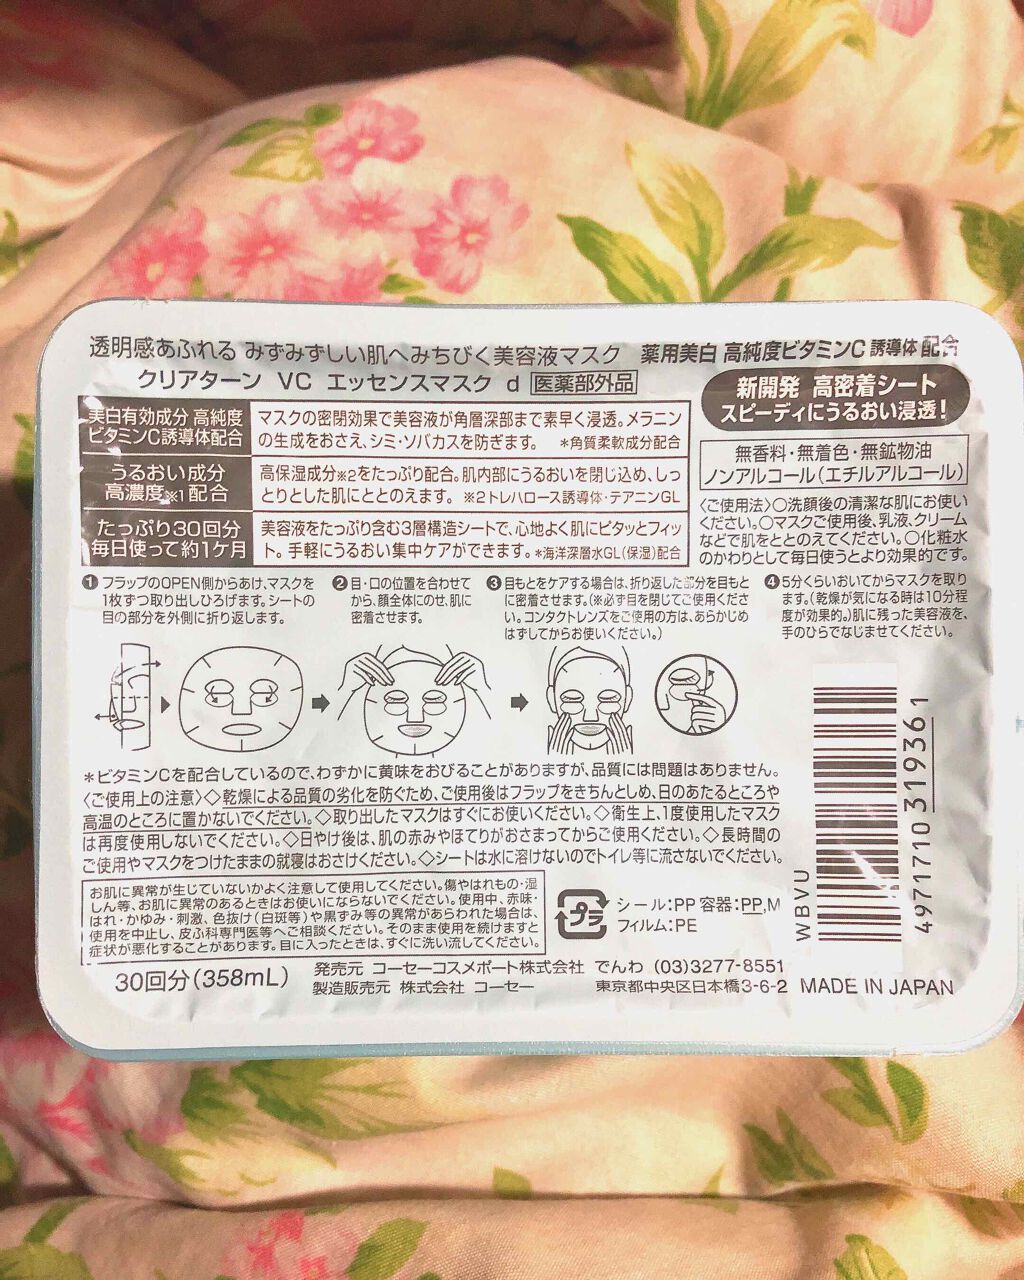 透明感あふれる みずみずしい肌へみちびく美容液マスク 薬用美白 高純度ビタミンC誘導体 配合
クリアターン VC エッセンスマスク d 医薬部外品
新開発 高密着シート
スピーディにうるおい浸透!
美白有効成分 高純度
ビタミンC誘導体配合
マスクの密閉効果で美容液が角層深部まで素早く浸透。メラニン
の生成をおさえ、シミ・ソバカスを防ぎます。 *角質柔軟成分配合
うるおい成分
高濃度※1配合
高保湿成分※2をたっぷり配合。肌内部にうるおいを閉じ込め、しっ
とりとした肌にととのえます。 ※2トレハロース誘導体・テアニンGL
たっぷり30回分
毎日使って約1ケ月
美容液をたっぷり含む3層構造シートで、心地よく肌にピタッとフィッ
ト。手軽にうるおい集中ケアができます。*海洋深層水GL(保湿)配合
無香料・無着色・無鉱物油
ノンアルコール(エチルアルコール)
〈ご使用法〉○洗顔後の清潔な肌にお使い
ください。○マスクご使用後、乳液、クリーム
などで肌をととのえてください。○化粧水
のかわりとして毎日使うとより効果的です。
❶ フラップのOPEN側からあけ、マスクを
1枚ずつ取り出しひろげます。シートの
目の部分を外側に折り返します。
❷ 目・口の位置を合わせて
から、顔全体にのせ、肌に
密着させます。
❸ 目もとをケアする場合は、折り返した部分を目もと
に密着させます。(※必ず目を閉じてご使用くださ
い。コンタクトレンズをご使用の方は、あらかじめ
はずしてからお使いください。)
❹ 5分くらいおいてからマスクを取り
ます。(乾燥が気になる時は10分程
度が効果的。)肌に残った美容液を、
手のひらでなじませてください。
*ビタミンCを配合しているので、わずかに黄味をおびることがありますが、品質には問題はありません。
〈ご使用上の注意〉◇乾燥による品質の劣化を防ぐため、ご使用後はフラップをきちんとしめ、日のあたるところや
高温のところに置かないでください。◇取り出したマスクはすぐにお使いください。◇衛生上、1度使用したマスク
は再度使用しないでください。◇日やけ後は、肌の赤みやほてりがおさまってからご使用ください。◇長時間の
ご使用やマスクをつけたままの就寝はおさけください。◇シートは水に溶けないのでトイレ等に流さないでください。
お肌に異常が生じていないかよく注意して使用してください。傷やはれもの・湿
しん等、お肌に異常のあるときはお使いにならないでください。使用中、赤味・
はれ・かゆみ・刺激、色抜け(白斑等)や黒ずみ等の異常があらわれた場合は、
使用を中止し、皮ふ科専門医等へご相談ください。そのまま使用を続けますと
症状が悪化することがあります。目に入ったときは、すぐに洗い流してください。
プラ
シール:PP 容器:PP,M
フィルム:PE
WBVU
4971710319361
30回分(358mL)
発売元 コーセーコスメポート株式会社 でんわ (03)3277-8551
製造販売元 株式会社 コーセー 東京都中央区日本橋3-6-2
MADE IN JAPAN